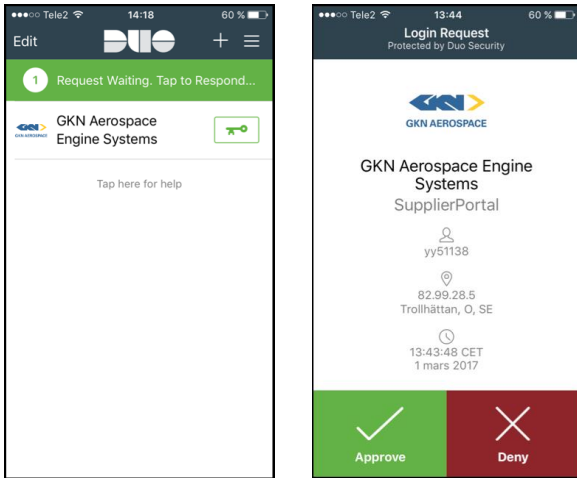 Tele2 14:18 60 %
Edit DUO
1 Request Waiting. Tap to Respond...
GKN AEROSPACE
GKN Aerospace
Engine Systems
Tap here for help
Tele2 13:44 60 %
Login Request
Protected by Duo Security
GKN AEROSPACE
GKN Aerospace Engine
Systems
SupplierPortal
yy51138
82.99.28.5
Trollhättan, O, SE
13:43:48 CET
1 mars 2017
Approve Deny